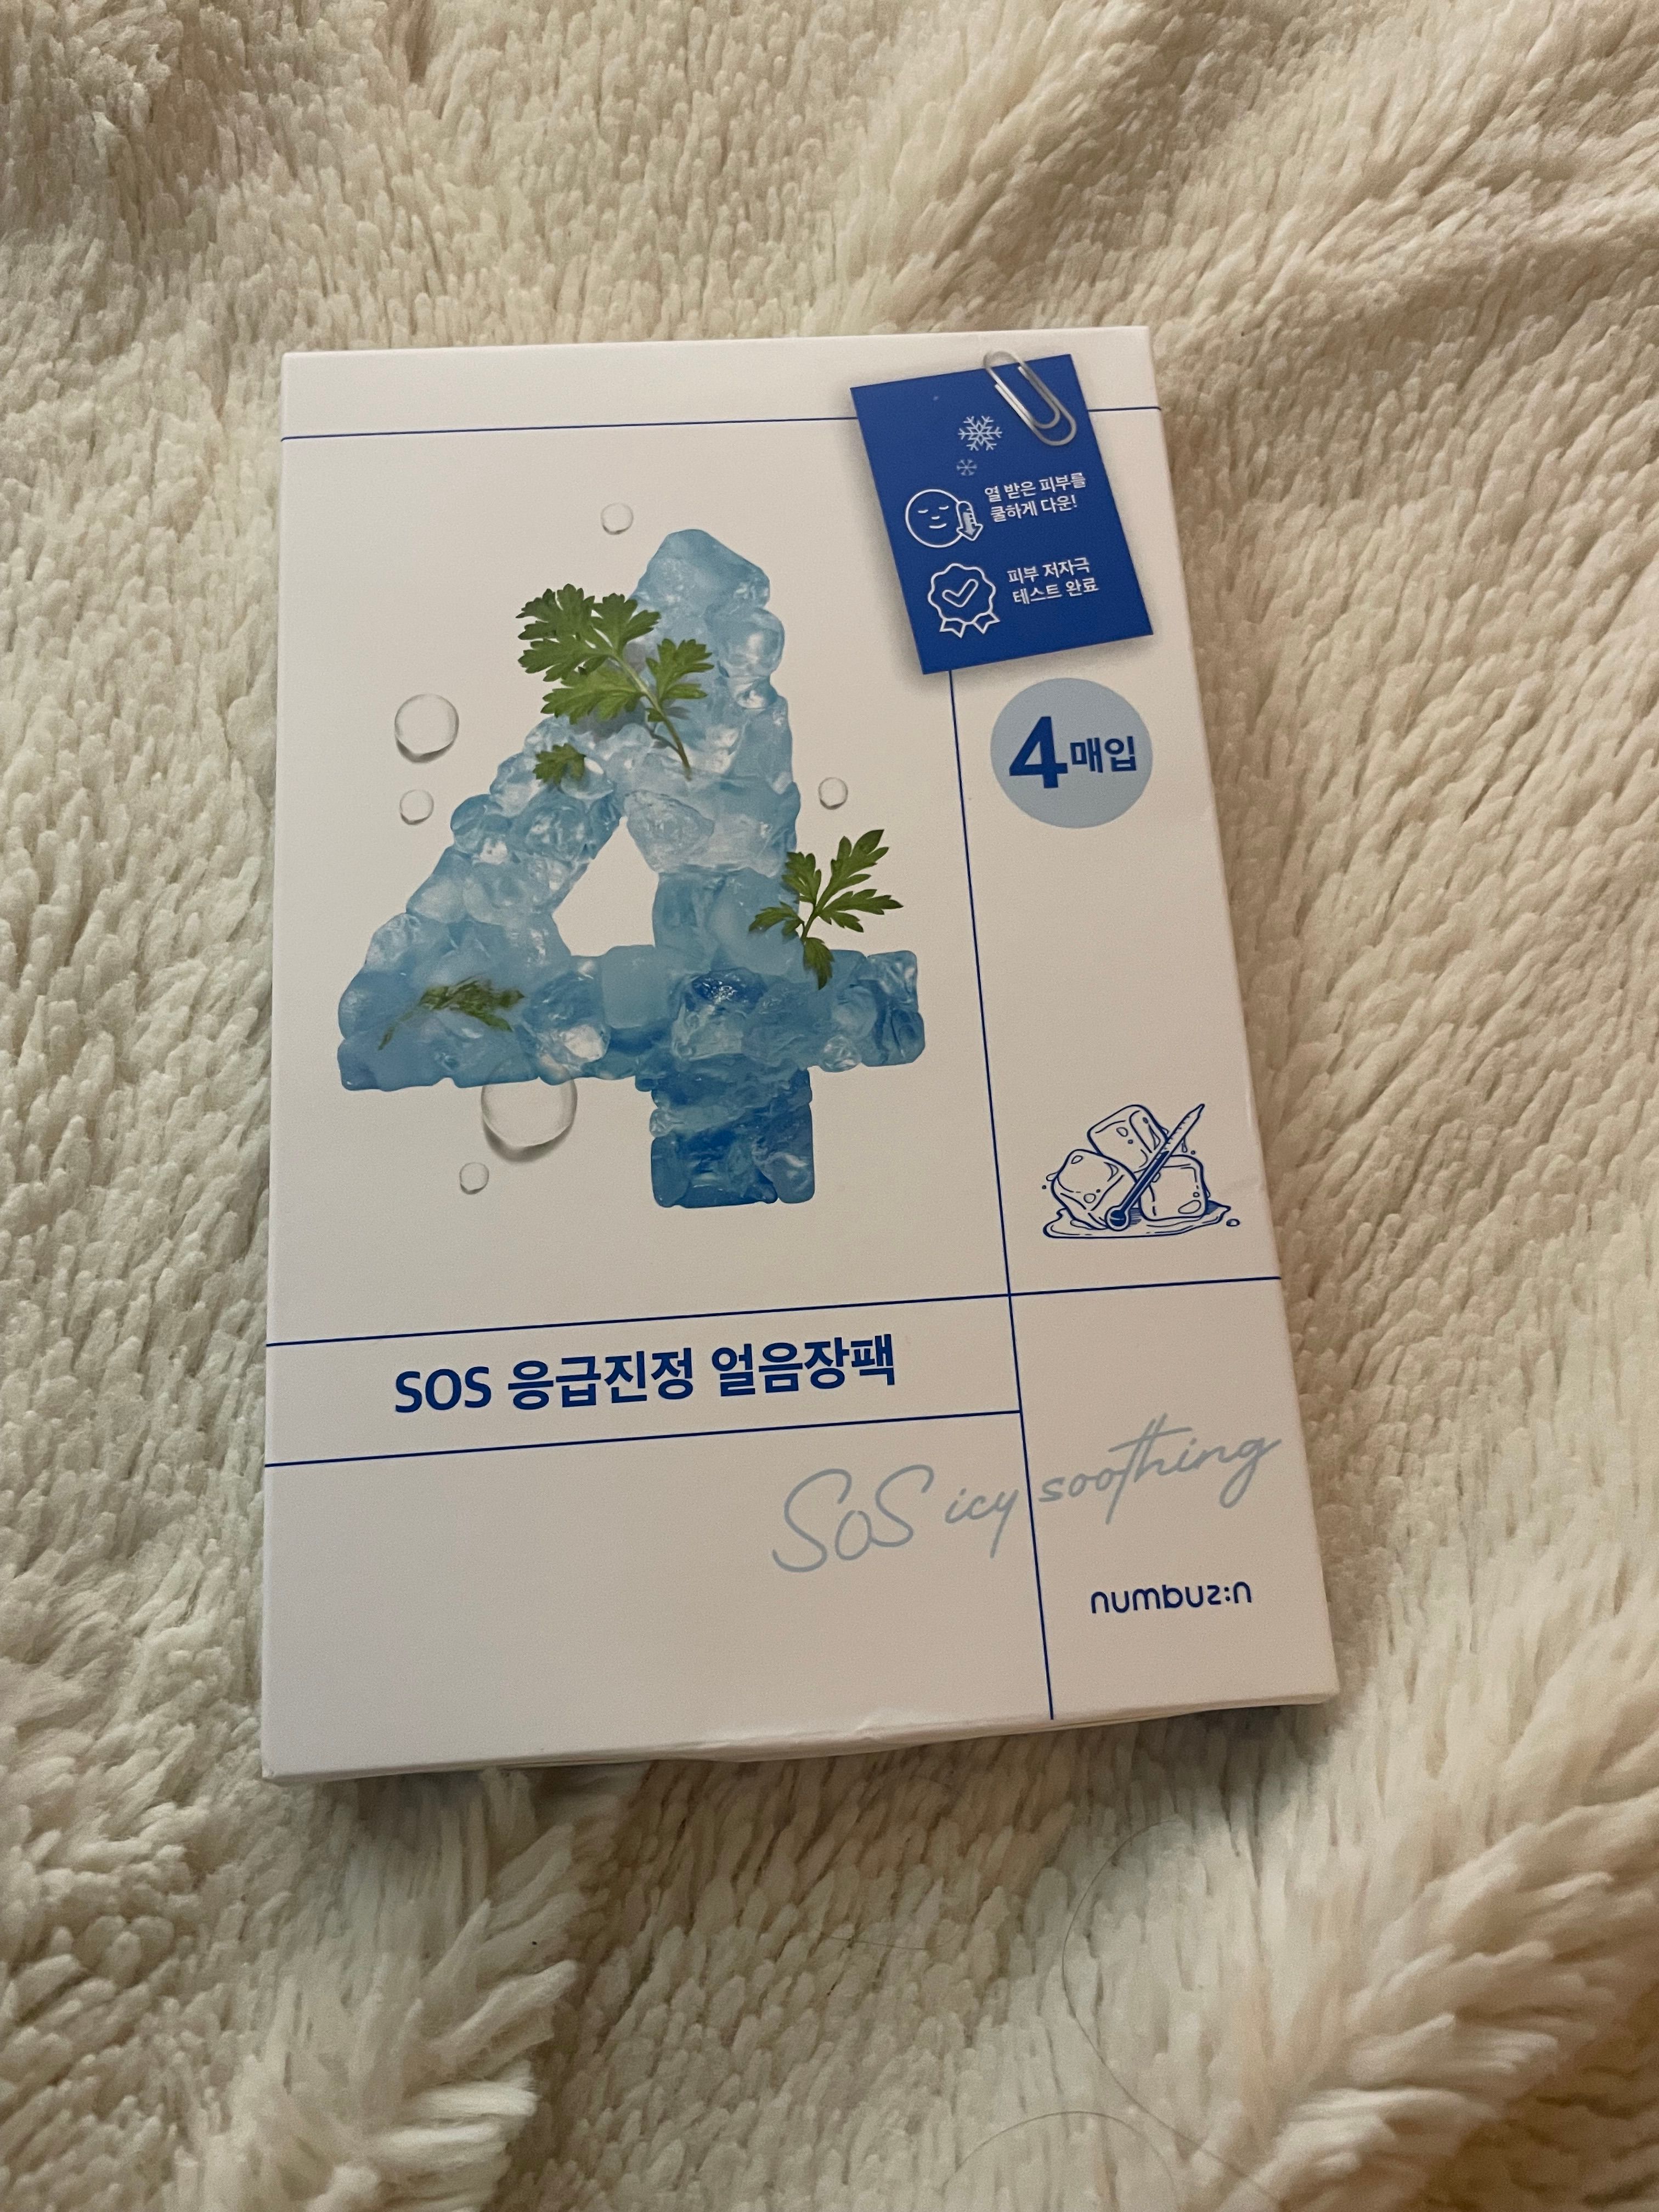 열 받은 피부를
쿨하게 다운!
피부 저자극
테스트 완료
4매입
4
SOS 응급진정 얼음장팩
SOS icy soothing
numbuz:n